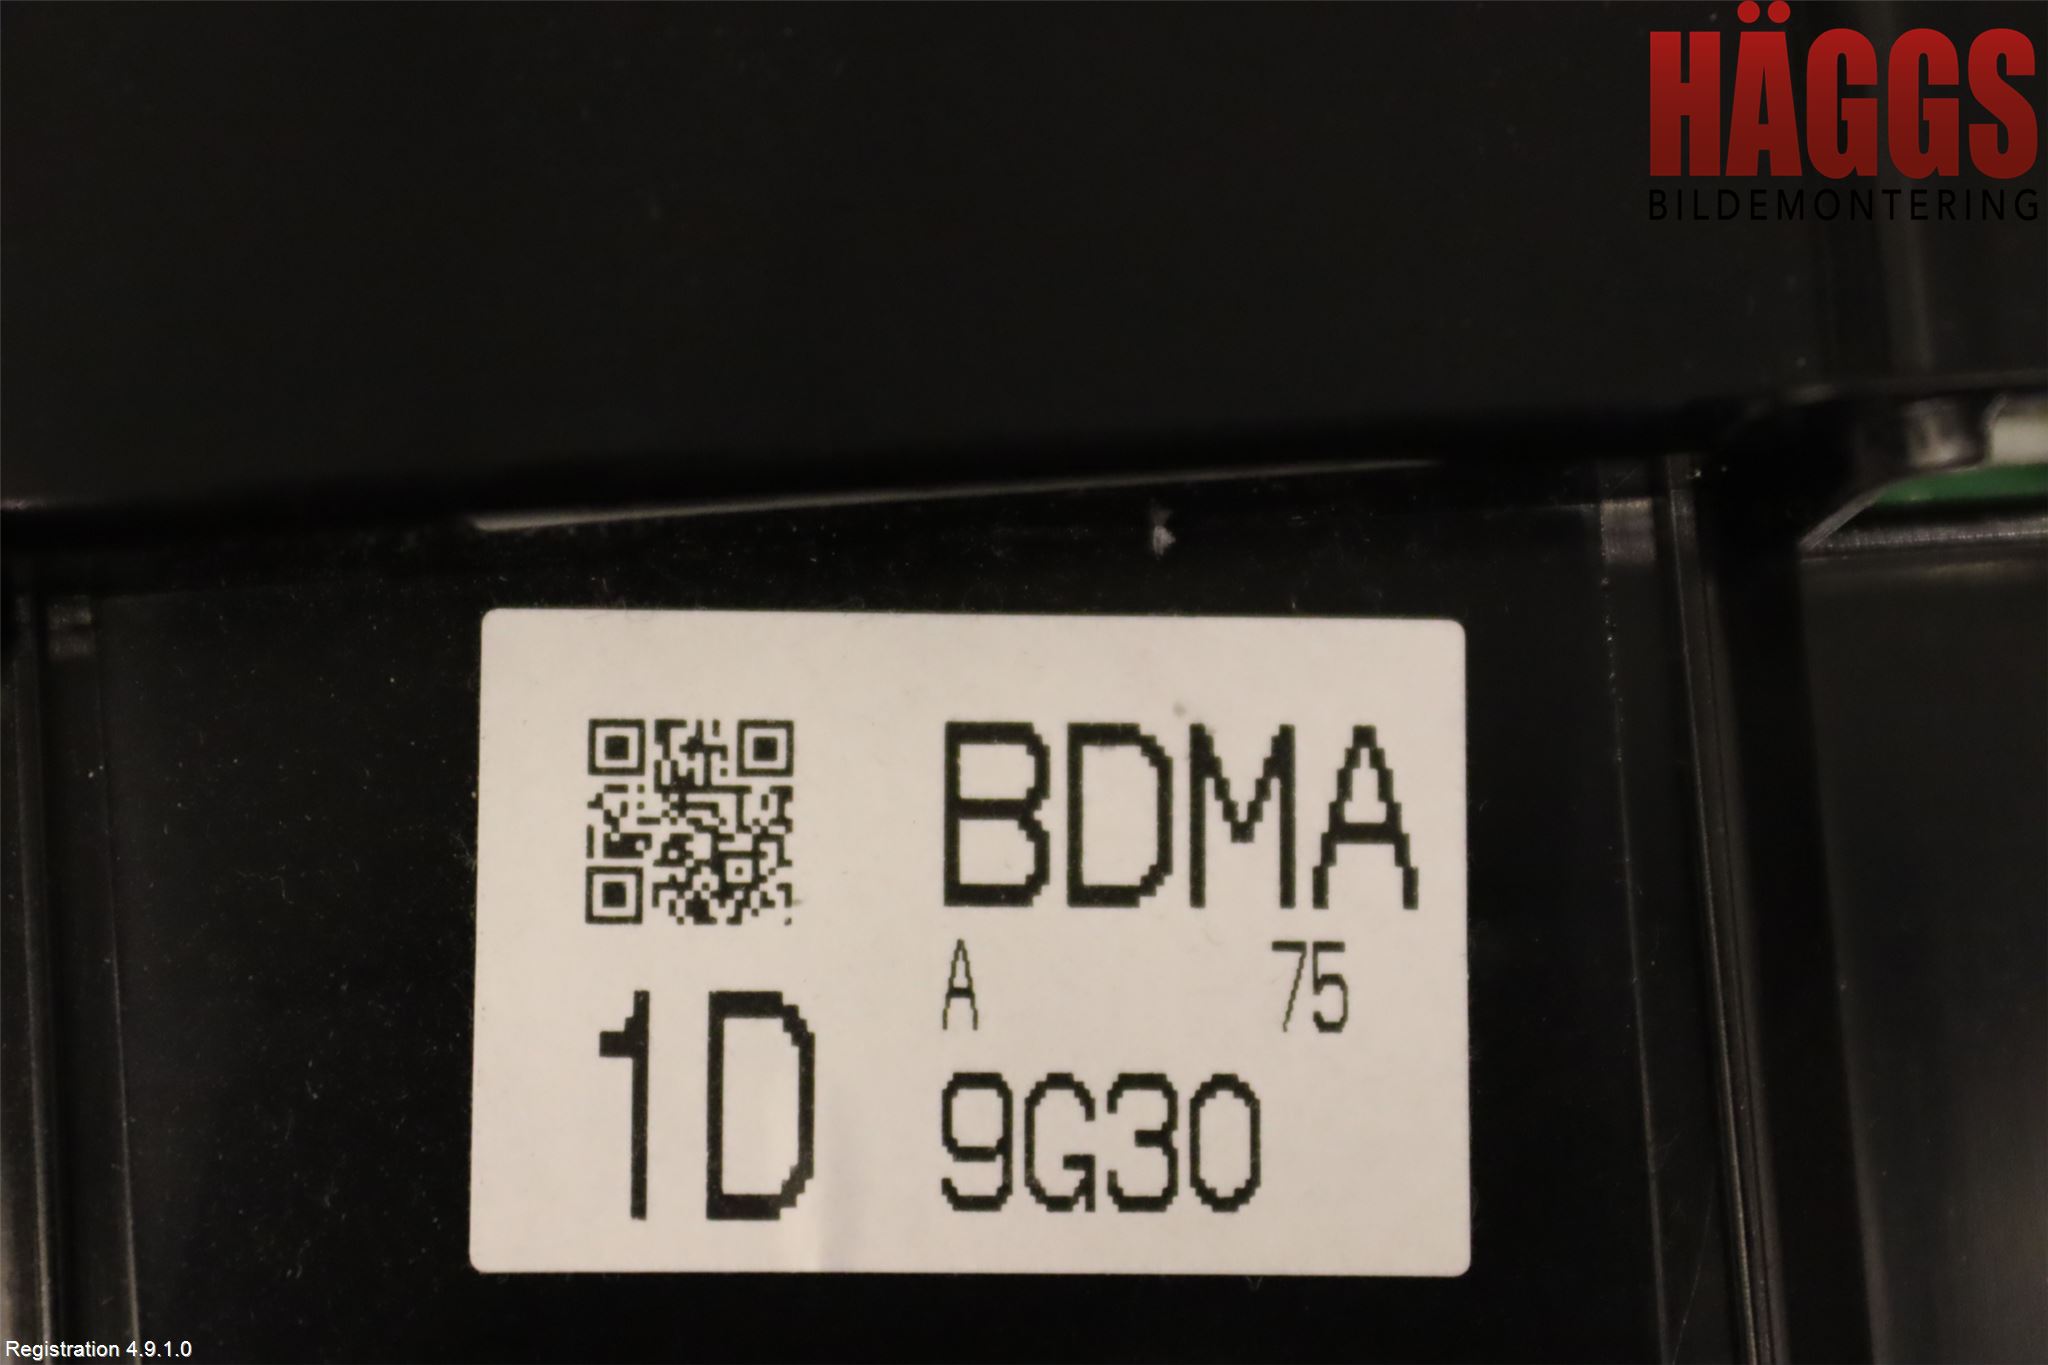 HÄGGS
BILDEMONTERING
BDMA
A 75
1D
9G30
Registration 4.9.1.0